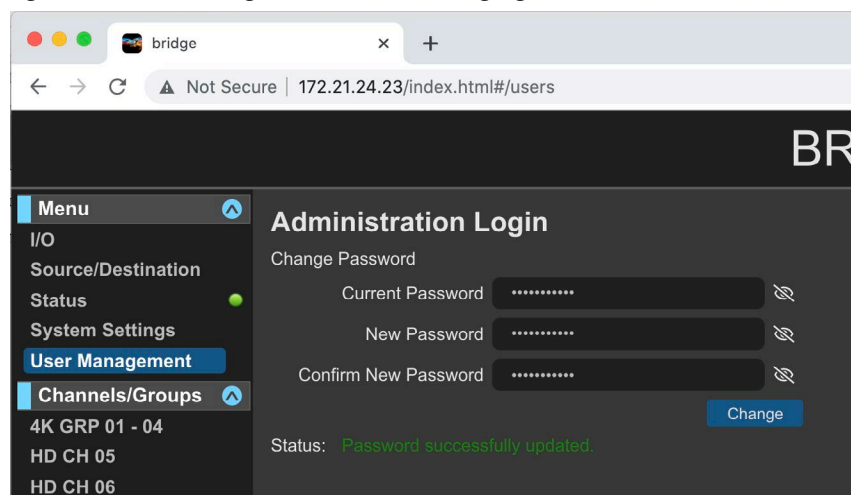 bridge
Not Secure | 172.21.24.23/index.html#/users
BR
Menu
I/O
Source/Destination
Status
System Settings
User Management
Channels/Groups
4K GRP 01 - 04
HD CH 05
HD CH 06
Administration Login
Change Password
Current Password •••••••••••
New Password •••••••••••
Confirm New Password •••••••••••
Change
Status: Password successfully updated.